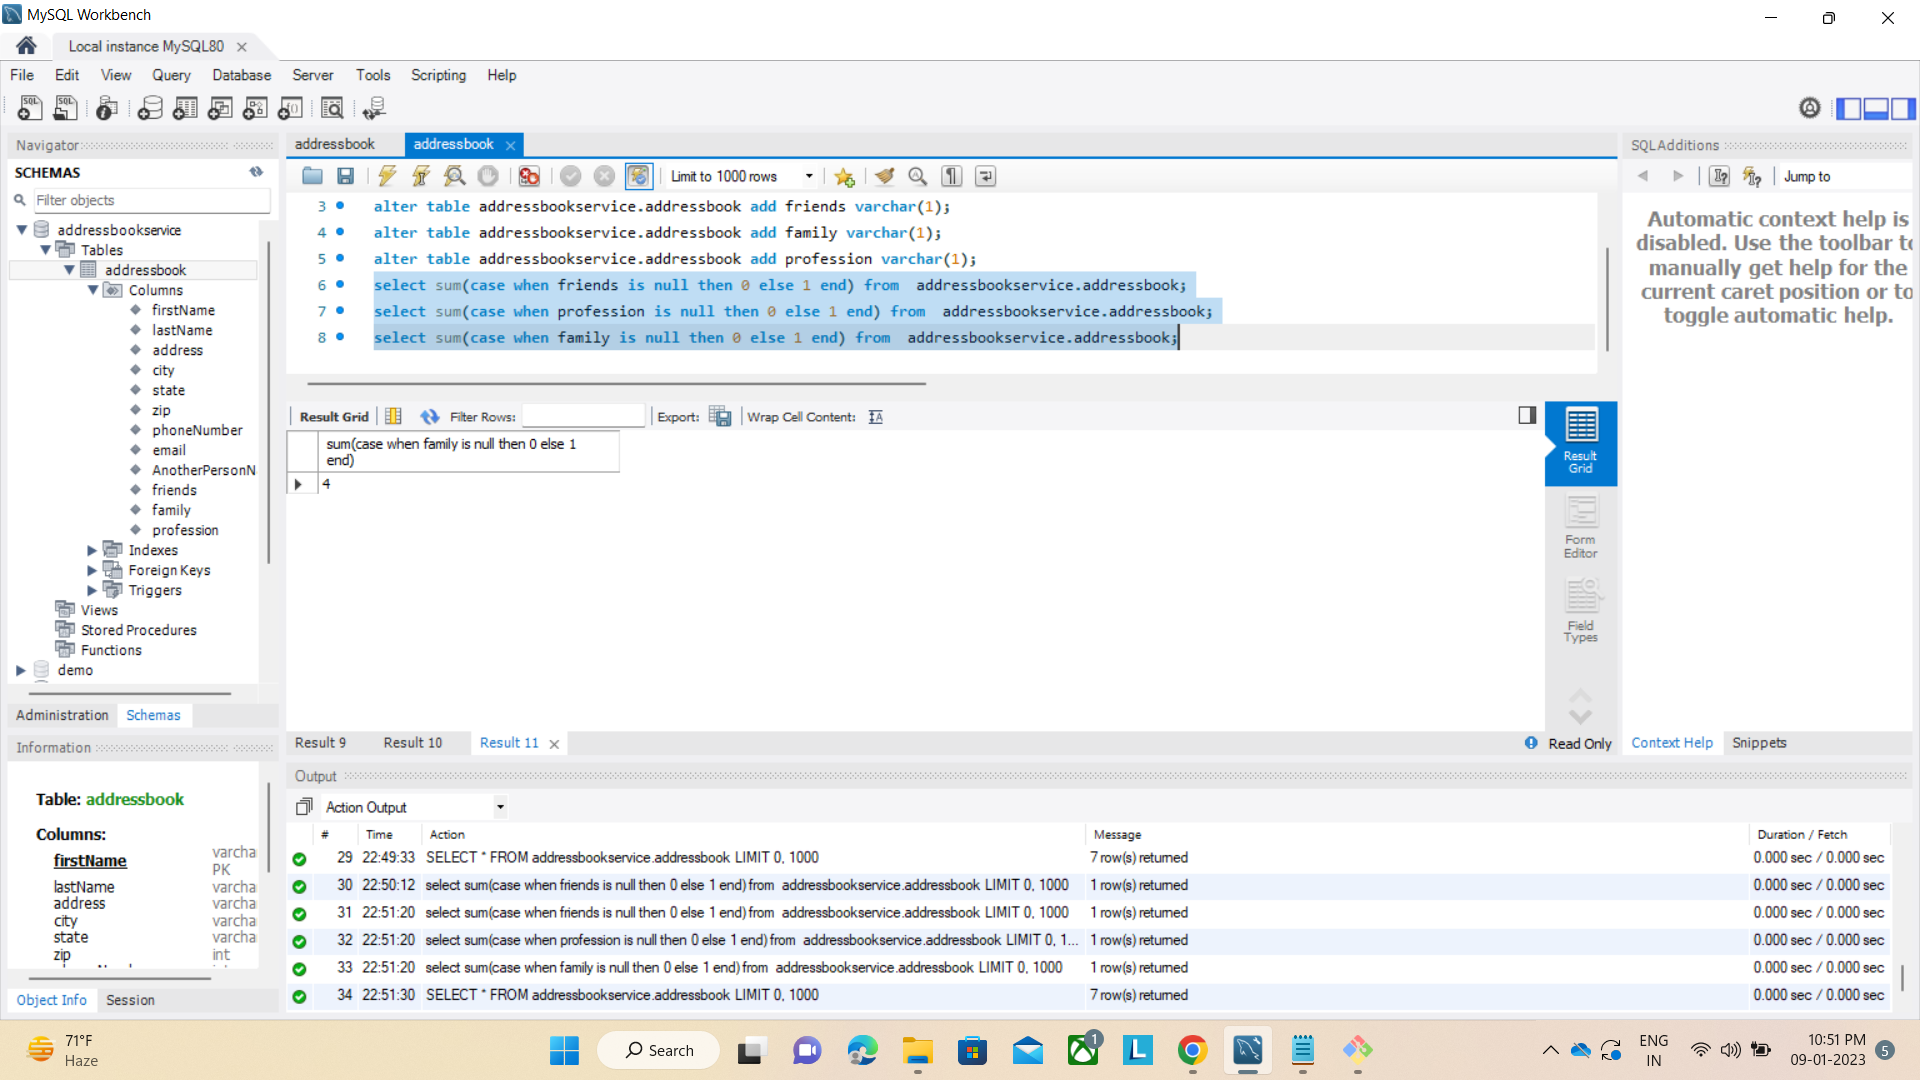 MySQL Workbench
Local instance MySQL80
File Edit View Query Database Server Tools Scripting Help
Navigator
SCHEMAS
Filter objects
addressbookservice
Tables
addressbook
Columns
firstName
lastName
address
city
state
zip
phoneNumber
email
AnotherPersonN
friends
family
profession
Indexes
Foreign Keys
Triggers
Views
Stored Procedures
Functions
demo
Administration Schemas
Information
Table: addressbook
Columns:
firstName varcha
PK
lastName varcha
address varcha
city varcha
state varcha
zip int
Object Info Session
addressbook addressbook
Limit to 1000 rows
3 alter table addressbookservice.addressbook add friends varchar(1);
4 alter table addressbookservice.addressbook add family varchar(1);
5 alter table addressbookservice.addressbook add profession varchar(1);
6 select sum(case when friends is null then 0 else 1 end) from  addressbookservice.addressbook;
7 select sum(case when profession is null then 0 else 1 end) from  addressbookservice.addressbook;
8 select sum(case when family is null then 0 else 1 end) from  addressbookservice.addressbook;
Result Grid Filter Rows: Export: Wrap Cell Content:
sum(case when family is null then 0 else 1
end)
4
Result
Grid
Form
Editor
Field
Types
Result 9 Result 10 Result 11 Read Only
SQLAdditions
Jump to
Automatic context help is
disabled. Use the toolbar to
manually get help for the
current caret position or to
toggle automatic help.
Context Help Snippets
Output
Action Output
# Time Action Message Duration / Fetch
29 22:49:33 SELECT * FROM addressbookservice.addressbook LIMIT 0, 1000 7 row(s) returned 0.000 sec / 0.000 sec
30 22:50:12 select sum(case when friends is null then 0 else 1 end) from  addressbookservice.addressbook LIMIT 0, 1000 1 row(s) returned 0.000 sec / 0.000 sec
31 22:51:20 select sum(case when friends is null then 0 else 1 end) from  addressbookservice.addressbook LIMIT 0, 1000 1 row(s) returned 0.000 sec / 0.000 sec
32 22:51:20 select sum(case when profession is null then 0 else 1 end) from  addressbookservice.addressbook LIMIT 0, 1... 1 row(s) returned 0.000 sec / 0.000 sec
33 22:51:20 select sum(case when family is null then 0 else 1 end) from  addressbookservice.addressbook LIMIT 0, 1000 1 row(s) returned 0.000 sec / 0.000 sec
34 22:51:30 SELECT * FROM addressbookservice.addressbook LIMIT 0, 1000 7 row(s) returned 0.000 sec / 0.000 sec
71°F
Haze
Search
1
ENG
IN
10:51 PM
09-01-2023
5